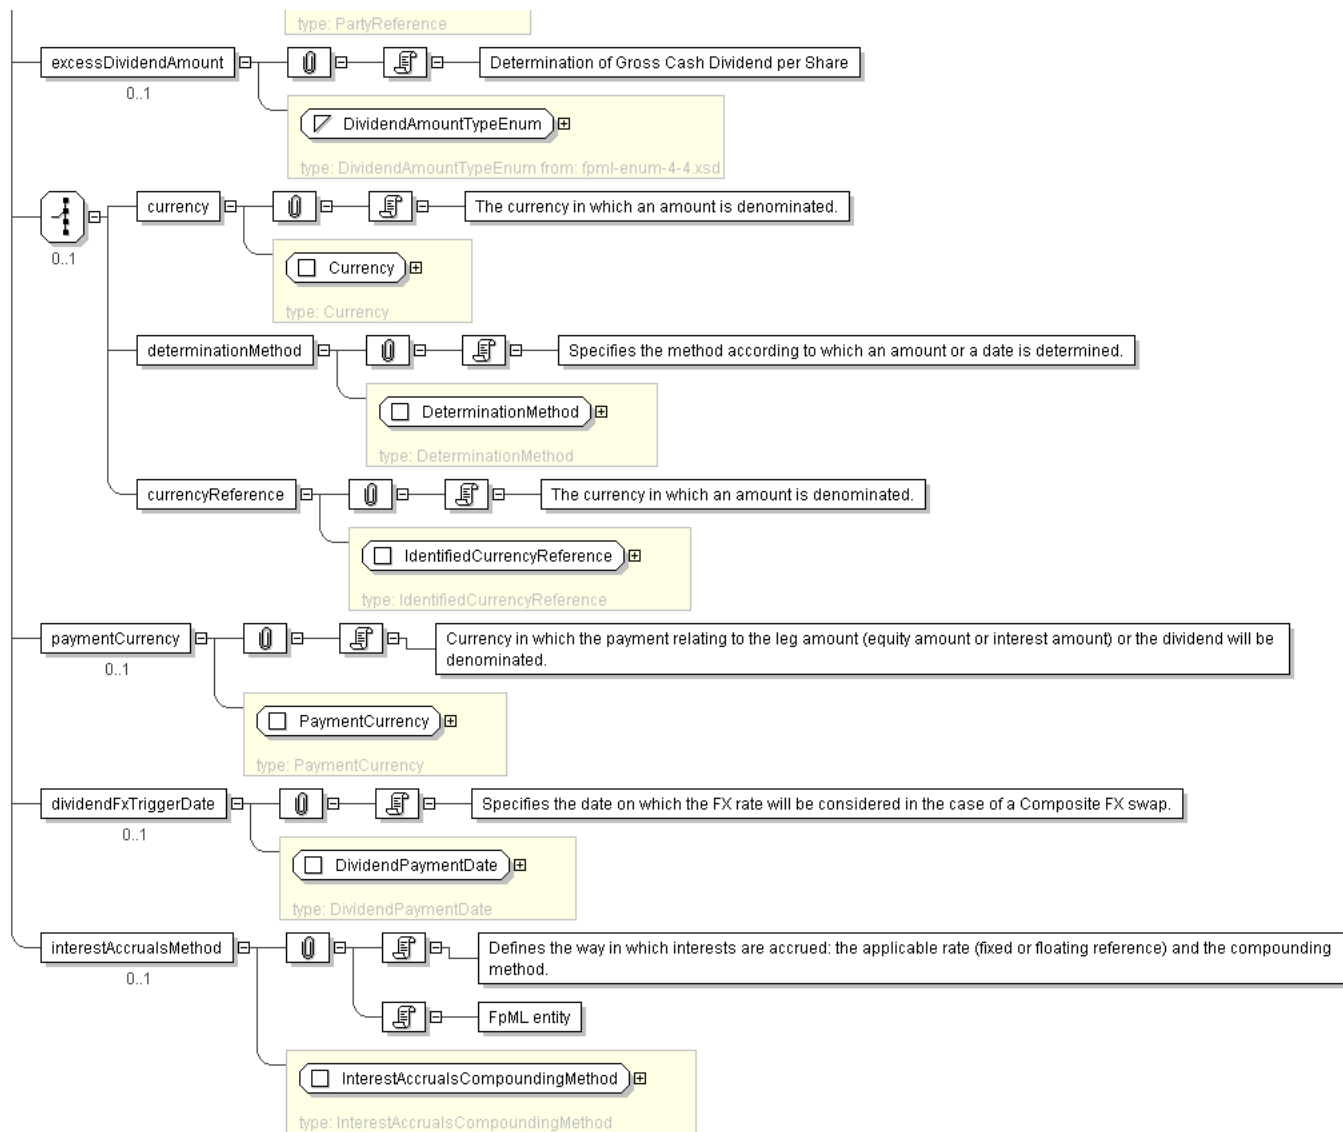 type: PartyReference
excessDividendAmount
Determination of Gross Cash Dividend per Share
0..1
DividendAmountTypeEnum
type: DividendAmountTypeEnum from: fpml-enum-4-4.xsd
currency
The currency in which an amount is denominated.
0..1
Currency
type: Currency
determinationMethod
Specifies the method according to which an amount or a date is determined.
DeterminationMethod
type: DeterminationMethod
currencyReference
The currency in which an amount is denominated.
IdentifiedCurrencyReference
type: IdentifiedCurrencyReference
paymentCurrency
Currency in which the payment relating to the leg amount (equity amount or interest amount) or the dividend will be
denominated.
0..1
PaymentCurrency
type: PaymentCurrency
dividendFxTriggerDate
Specifies the date on which the FX rate will be considered in the case of a Composite FX swap.
0..1
DividendPaymentDate
type: DividendPaymentDate
interestAccrualsMethod
Defines the way in which interests are accrued: the applicable rate (fixed or floating reference) and the compounding
method.
0..1
FpML entity
InterestAccrualsCompoundingMethod
type: InterestAccrualsCompoundingMethod